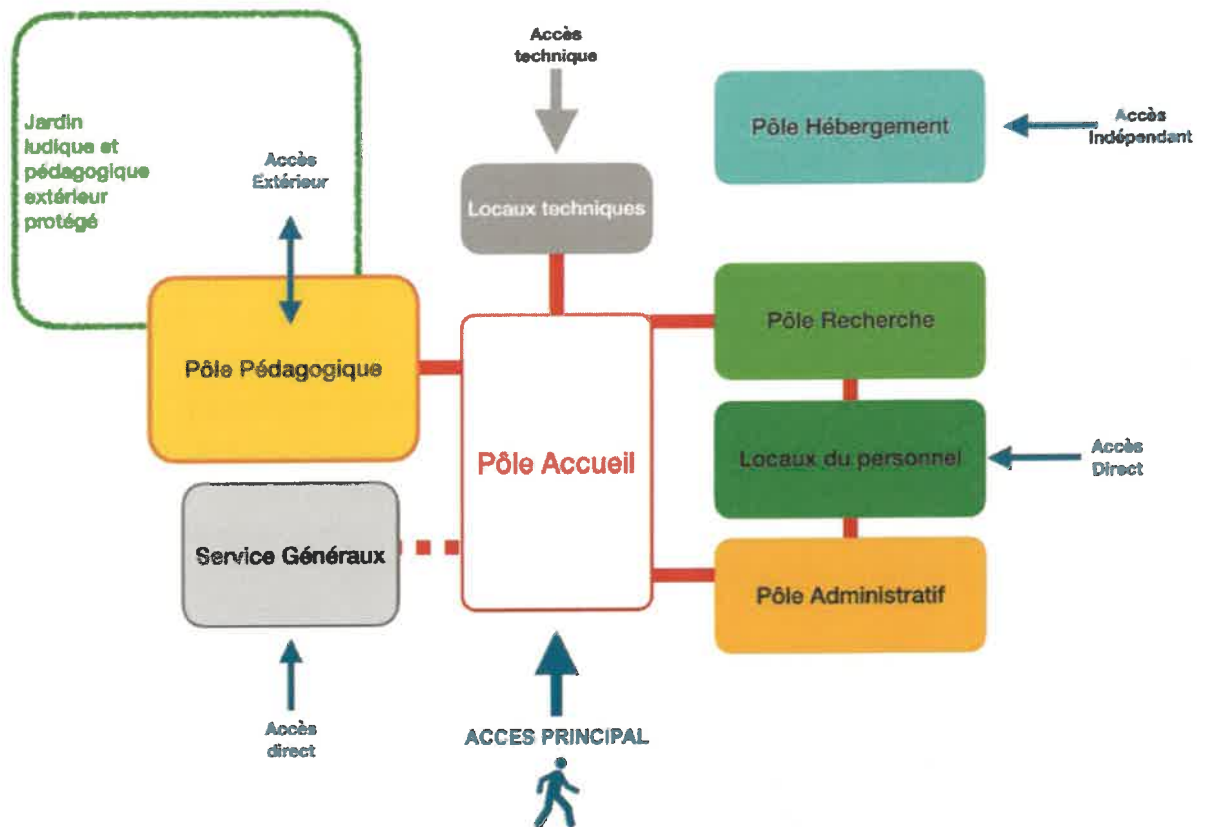 Accès
technique
Jardin
ludique et
pédagogique
extérieur
protégé
Accès
Extérieur
Pôle Hébergement
Accès
Indépendant
Locaux techniques
Pôle Recherche
Pôle Pédagogique
Pôle Accueil
Locaux du personnel
Accès
Direct
Service Généraux
Pôle Administratif
Accès
direct
ACCES PRINCIPAL